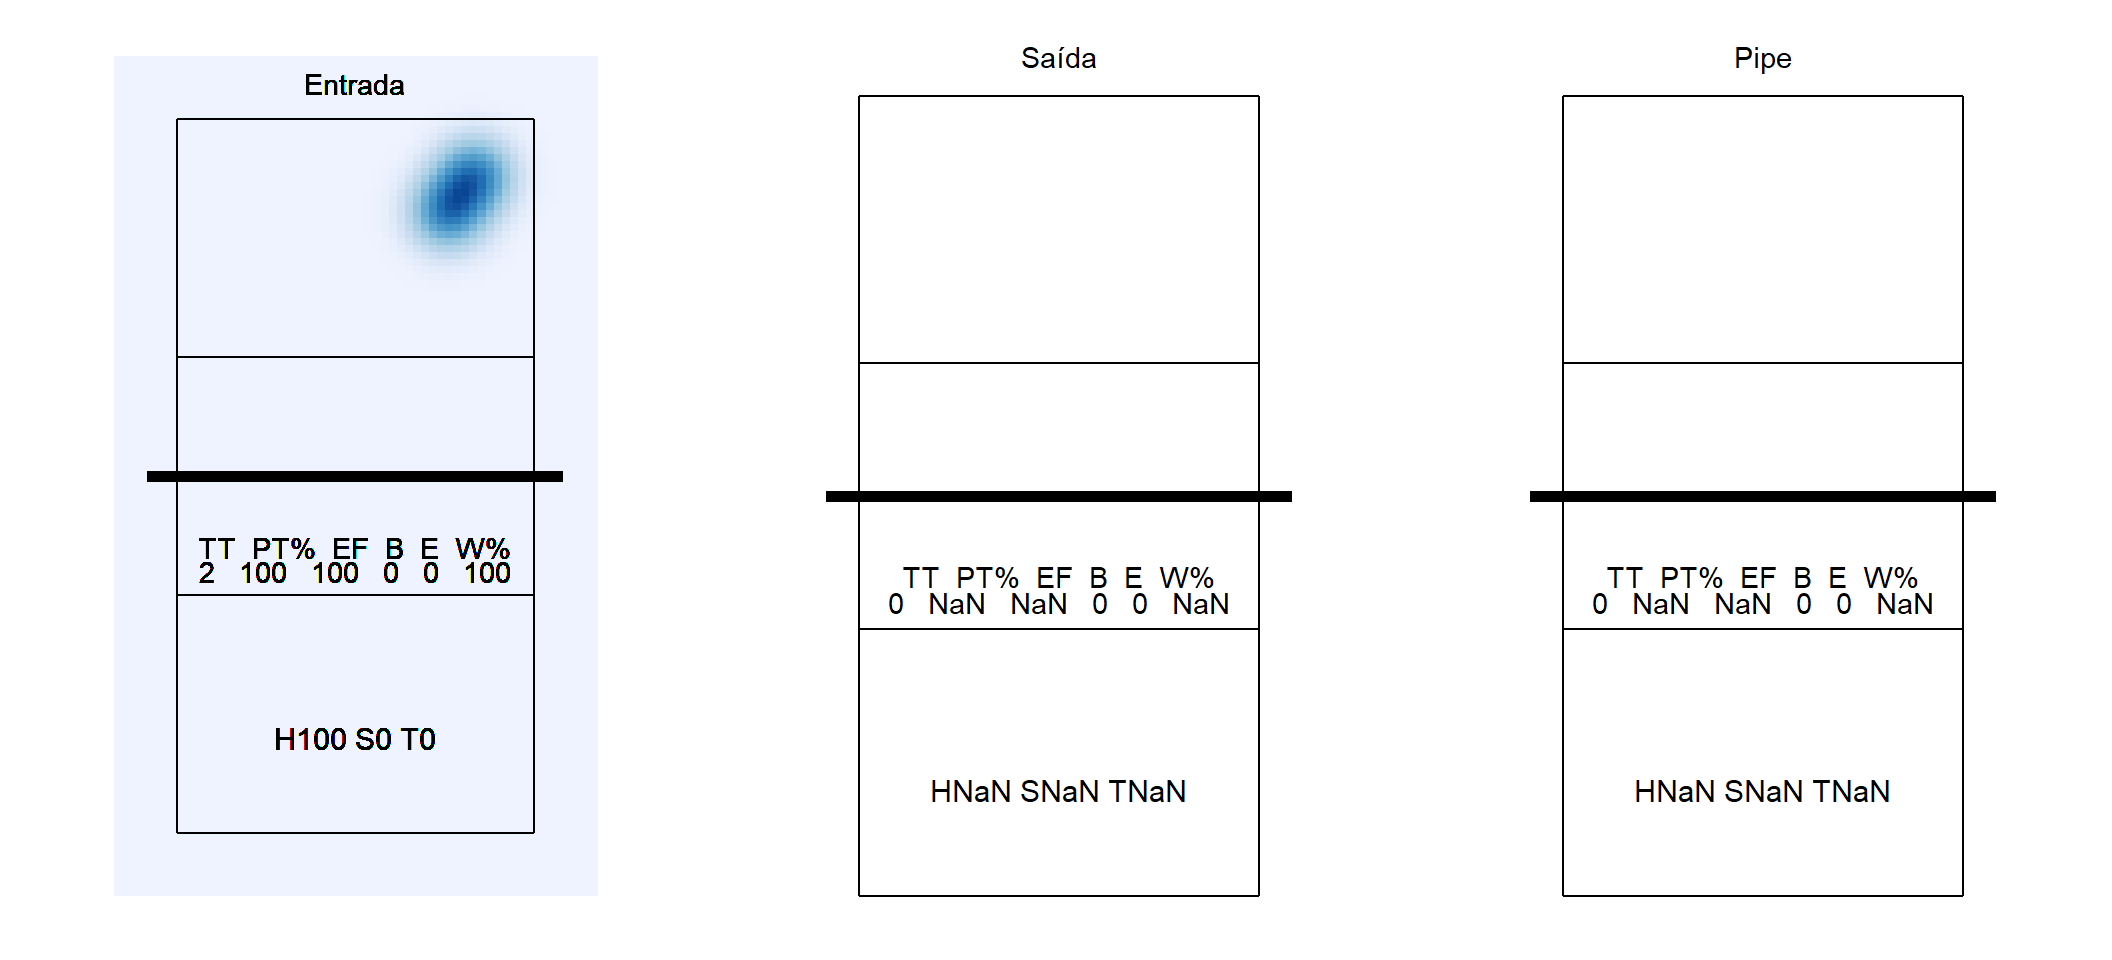 Entrada
TT PT% EF B E W%
2 100 100 0 0 100
H100 S0 T0
Saída
TT PT% EF B E W%
0 NaN NaN 0 0 NaN
HNaN SNaN TNaN
Pipe
TT PT% EF B E W%
0 NaN NaN 0 0 NaN
HNaN SNaN TNaN